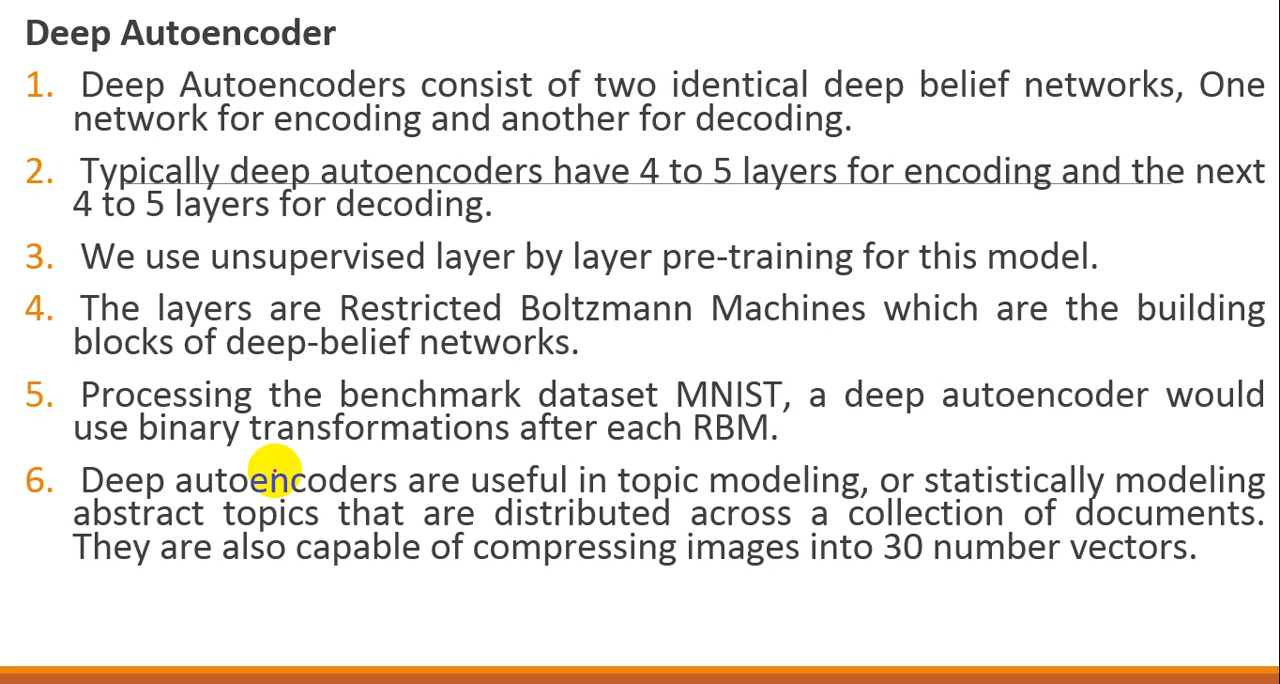 Deep Autoencoder
1. Deep Autoencoders consist of two identical deep belief networks, One
network for encoding and another for decoding.
2. Typically deep autoencoders have 4 to 5 layers for encoding and the next
4 to 5 layers for decoding.
3. We use unsupervised layer by layer pre-training for this model.
4. The layers are Restricted Boltzmann Machines which are the building
blocks of deep-belief networks.
5. Processing the benchmark dataset MNIST, a deep autoencoder would
use binary transformations after each RBM.
6. Deep autoencoders are useful in topic modeling, or statistically modeling
abstract topics that are distributed across a collection of documents.
They are also capable of compressing images into 30 number vectors.